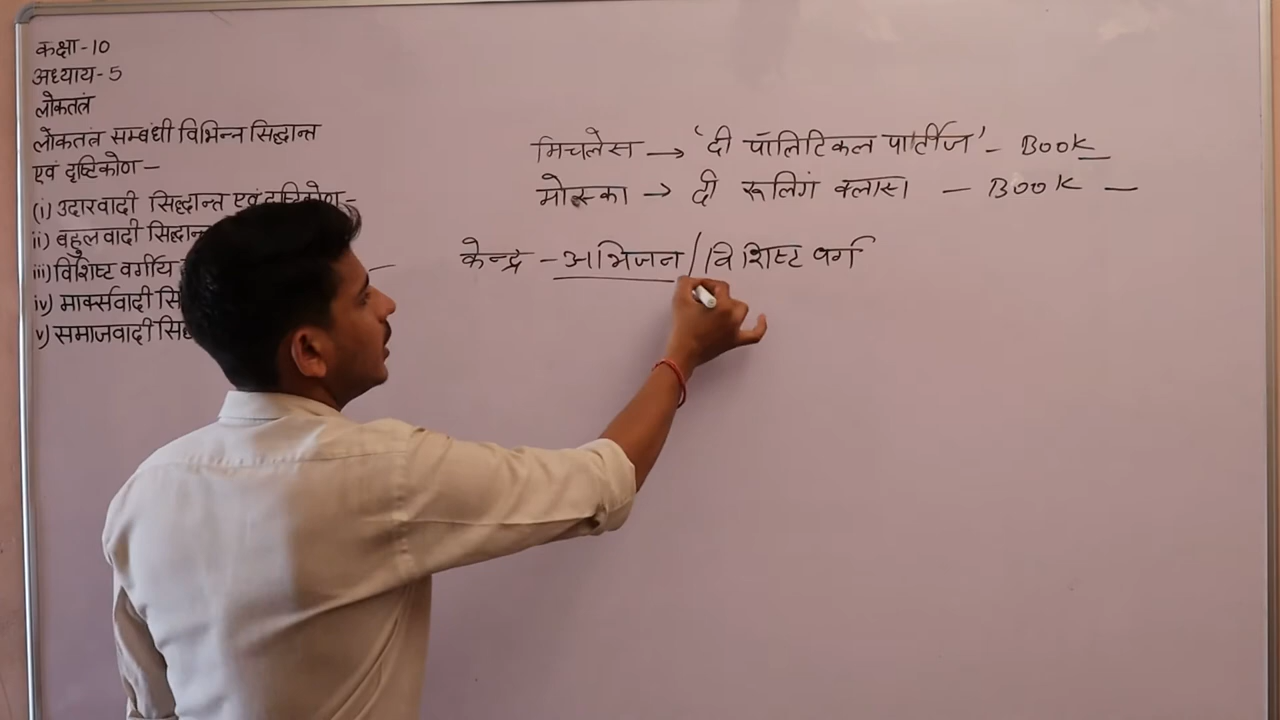 कक्षा-10
अध्याय-5
लोकतंत्र
लोकतंत्र सम्बंधी विभिन्न सिद्धान्त
एवं दृष्टिकोण -
(i) उदारवादी सिद्धान्त एवं दृष्टिकोण -
ii) बहुलवादी सिद्धान्त
iii) विशिष्ट वर्गीय
iv) मार्क्सवादी
v) समाजवादी
मिचलेस → 'दी पॉलिटिकल पार्टीज' - Book
मोस्का → दी रूलिंग क्लास - Book -
केन्द्र - अभिजन/विशिष्ट वर्ग